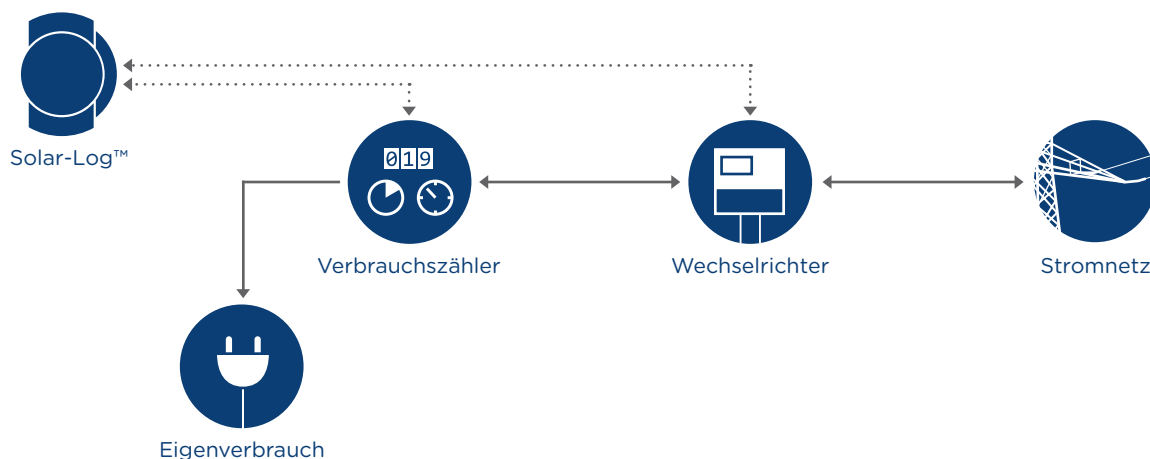 Solar-Log™
019
Verbrauchszähler
Wechselrichter
Stromnetz
Eigenverbrauch